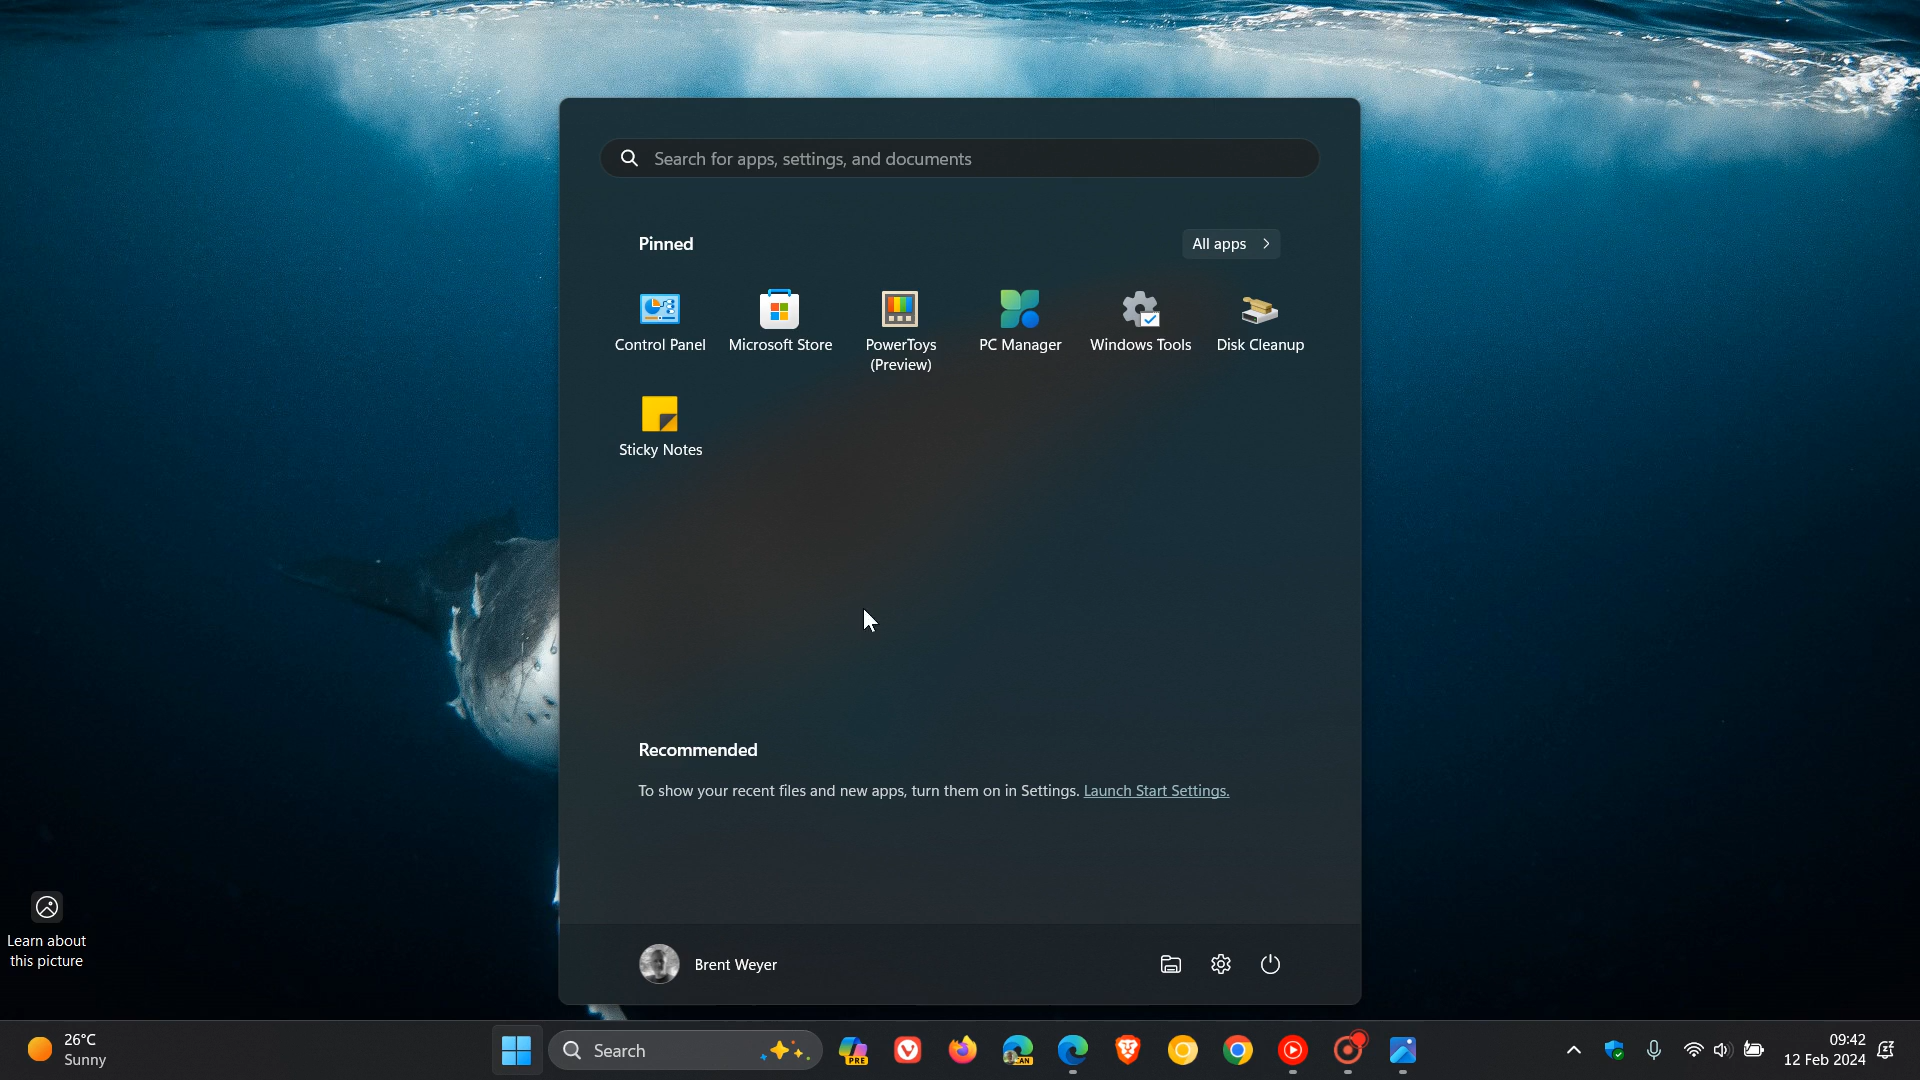 Search for apps, settings, and documents
Pinned
All apps
Control Panel
Microsoft Store
PowerToys
(Preview)
PC Manager
Windows Tools
Disk Cleanup
Sticky Notes
Recommended
To show your recent files and new apps, turn them on in Settings. Launch Start Settings.
Brent Weyer
Learn about
this picture
26°C
Sunny
Search
PRE
CAN
09:42
12 Feb 2024